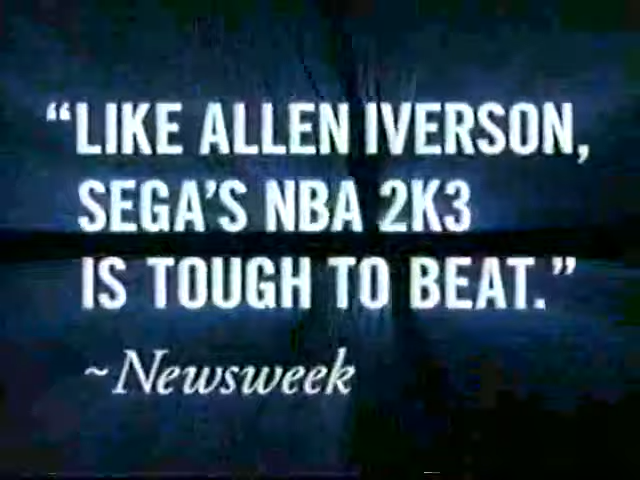 “LIKE ALLEN IVERSON,
SEGA’S NBA 2K3
IS TOUGH TO BEAT.”
~Newsweek